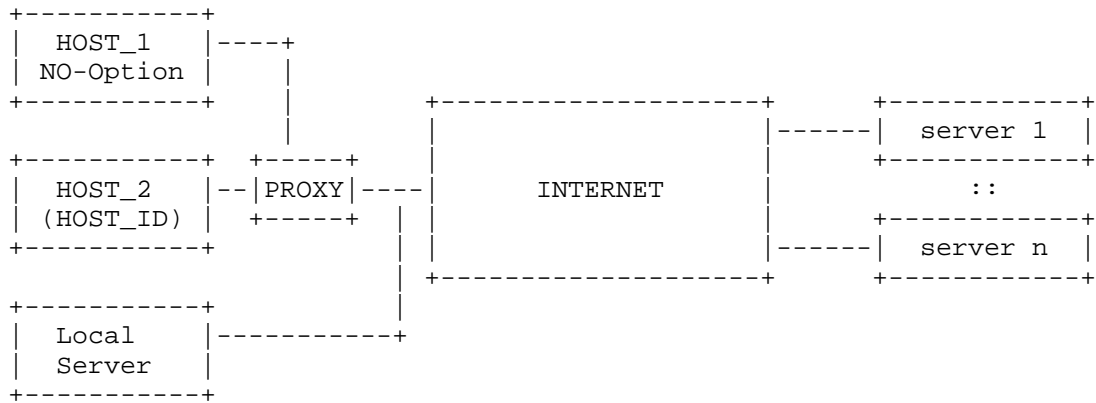 HOST_1
NO-Option
server 1
HOST_2
PROXY
INTERNET
::
(HOST_ID)
server n
Local
Server